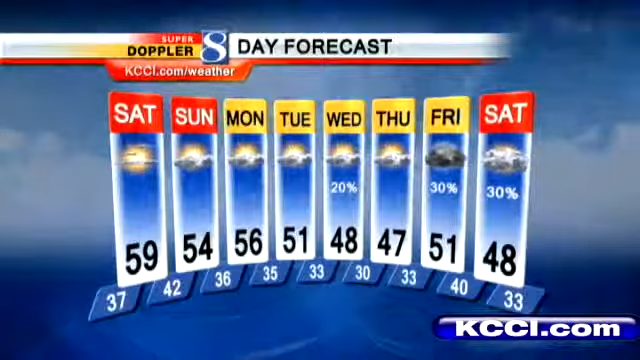 SUPER
DOPPLER 8 DAY FORECAST
KCCI.com/weather
SAT SUN MON TUE WED THU FRI SAT
20% 30% 30%
59 54 56 51 48 47 51 48
37 42 36 35 33 30 33 40 33
KCCI.com